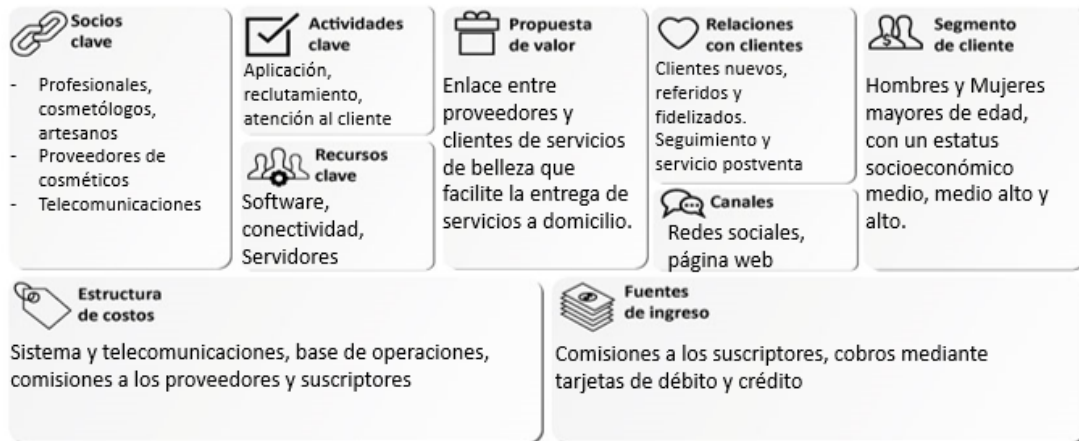 Socios
clave
- Profesionales,
cosmetólogos,
artesanos
- Proveedores de
cosméticos
- Telecomunicaciones
Actividades
clave
Aplicación,
reclutamiento,
atención al cliente
Recursos
clave
Software,
conectividad,
Servidores
Propuesta
de valor
Enlace entre
proveedores y
clientes de servicios
de belleza que
facilite la entrega de
servicios a domicilio.
Relaciones
con clientes
Clientes nuevos,
referidos y
fidelizados.
Seguimiento y
servicio postventa
Canales
Redes sociales,
página web
Segmento
de cliente
Hombres y Mujeres
mayores de edad,
con un estatus
socioeconómico
medio, medio alto y
alto.
Estructura
de costos
Sistema y telecomunicaciones, base de operaciones,
comisiones a los proveedores y suscriptores
Fuentes
de ingreso
Comisiones a los suscriptores, cobros mediante
tarjetas de débito y crédito